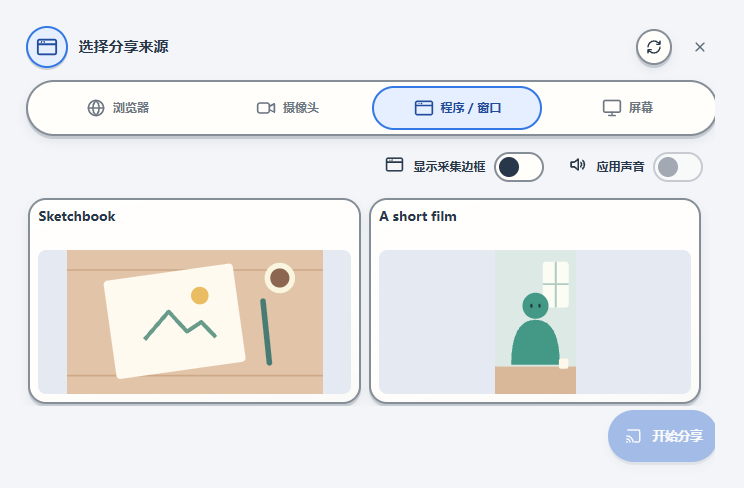 选择分享来源
浏览器
摄像头
程序 / 窗口
屏幕
显示采集边框
应用声音
Sketchbook
A short film
开始分享